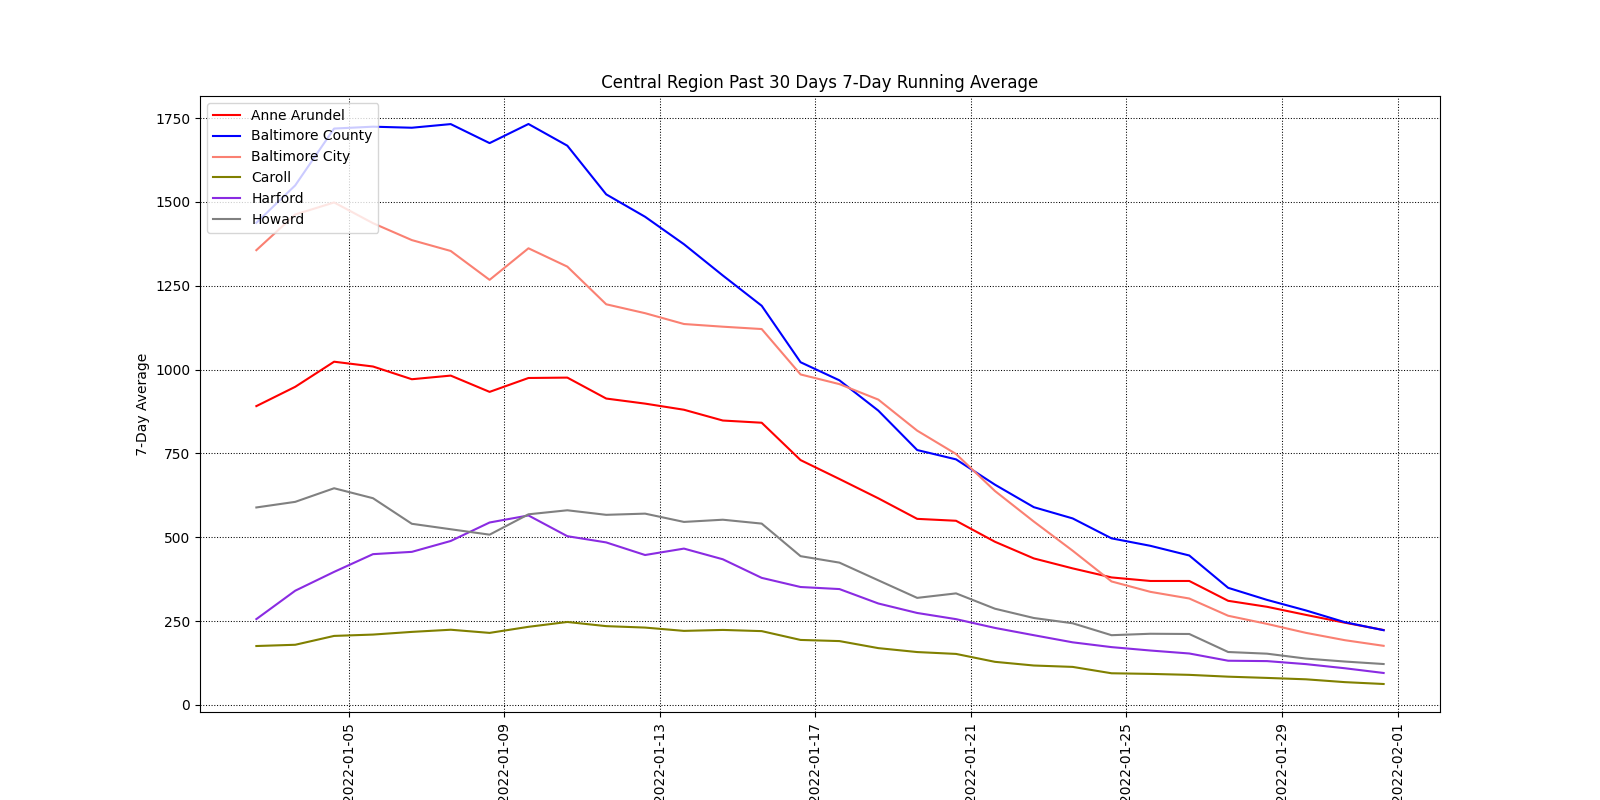 Central Region Past 30 Days 7-Day Running Average
Anne Arundel
Baltimore County
Baltimore City
Caroll
Harford
Howard
7-Day Average
1750
1500
1250
1000
750
500
250
0
2022-01-05
2022-01-09
2022-01-13
2022-01-17
2022-01-21
2022-01-25
2022-01-29
2022-02-01